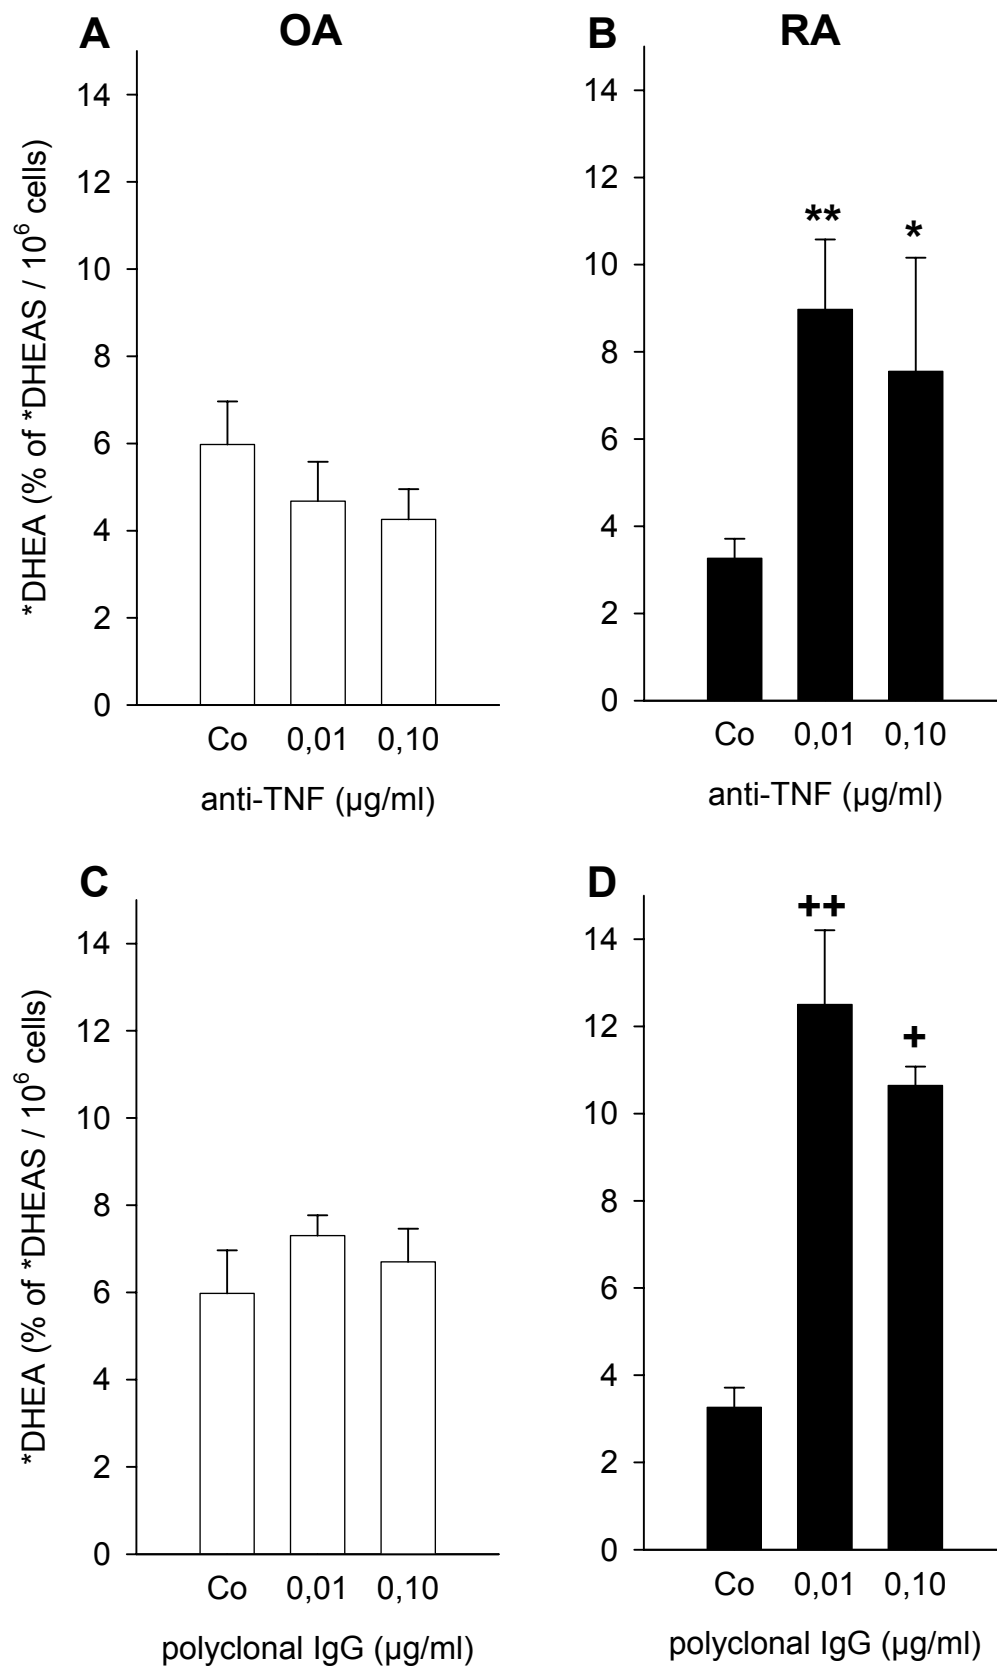 A OA
14
12
10
8
6
4
2
0
*DHEA (% of *DHEAS / 10⁶ cells)
Co 0,01 0,10
anti-TNF (µg/ml)
B RA
14
12
10
8
6
4
2
0
** *
Co 0,01 0,10
anti-TNF (µg/ml)
C
14
12
10
8
6
4
2
0
*DHEA (% of *DHEAS / 10⁶ cells)
Co 0,01 0,10
polyclonal IgG (µg/ml)
D
14
12
10
8
6
4
2
0
++
+
Co 0,01 0,10
polyclonal IgG (µg/ml)